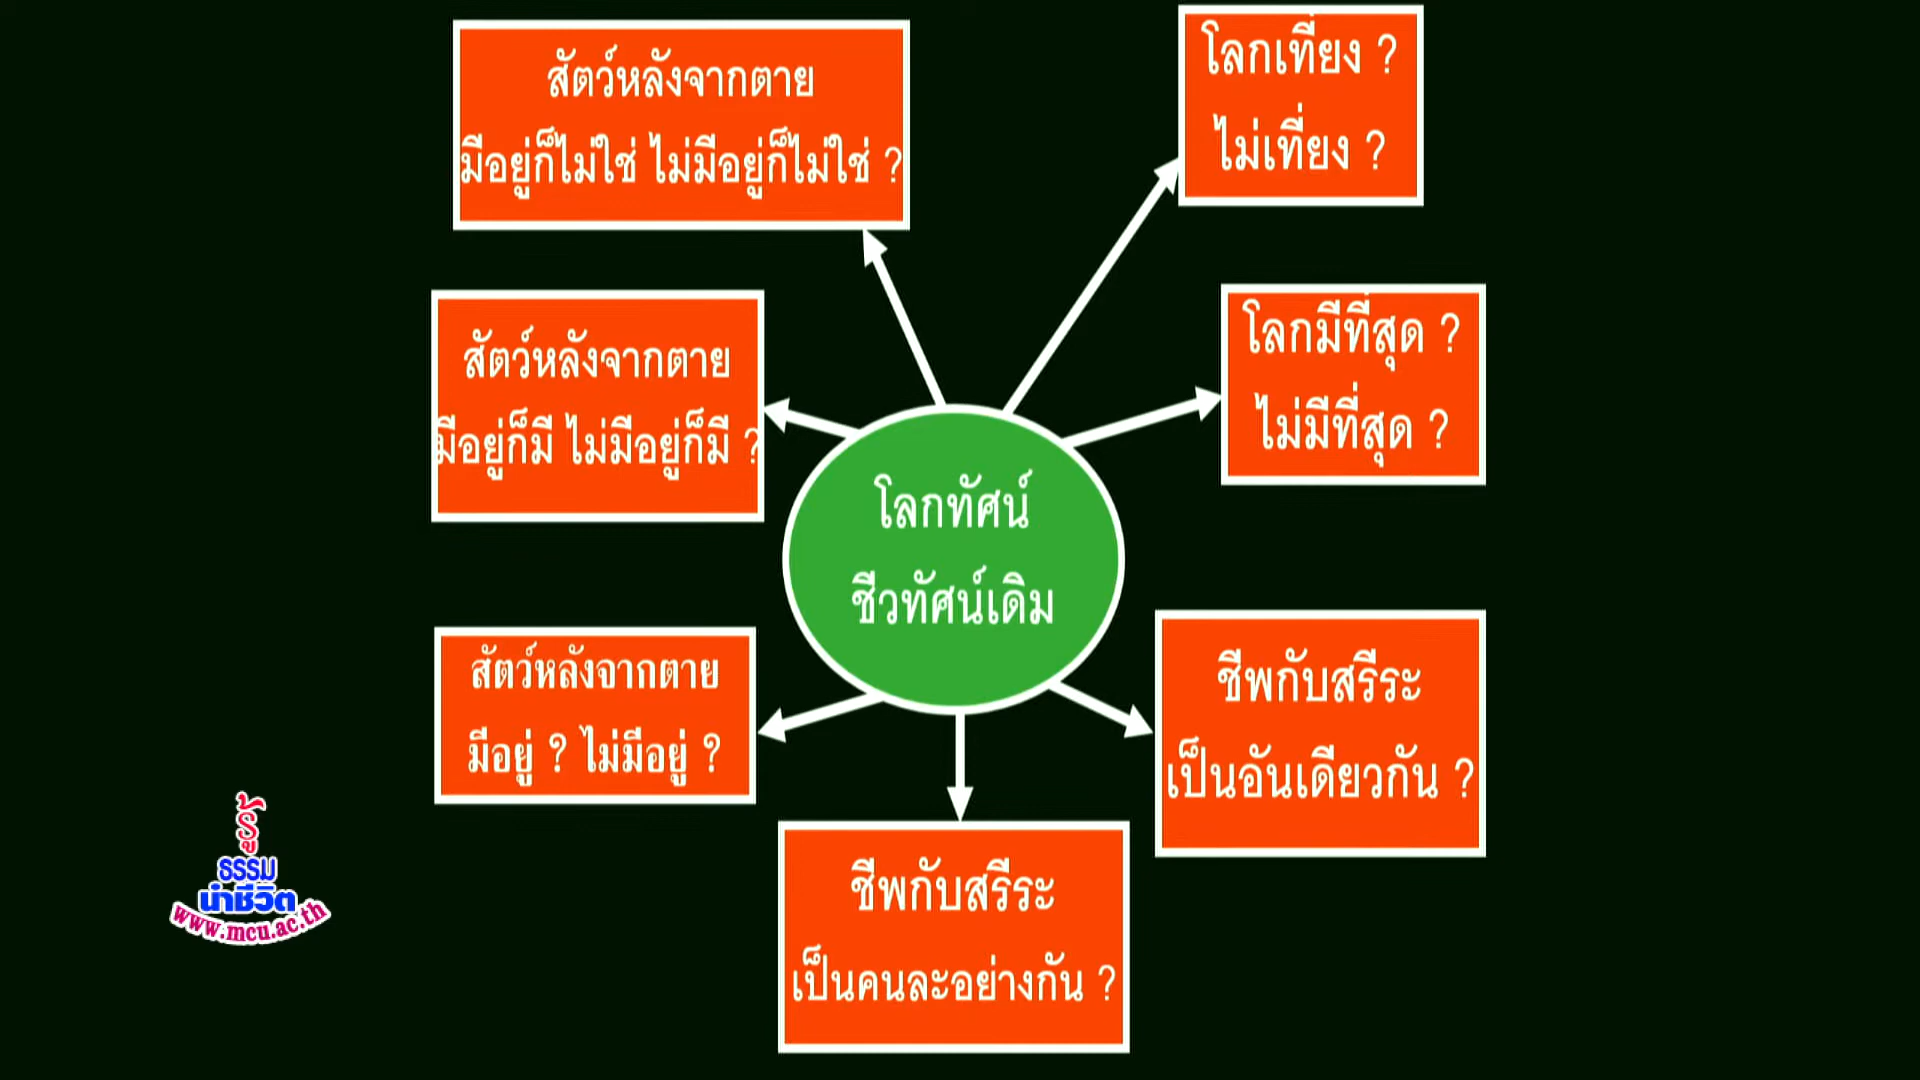 สัตว์หลังจากตาย
มีอยู่ก็ไม่ใช่ ไม่มีอยู่ก็ไม่ใช่ ?
โลกเที่ยง ?
ไม่เที่ยง ?
สัตว์หลังจากตาย
มีอยู่ก็มี ไม่มีอยู่ก็มี ?
โลกมีที่สุด ?
ไม่มีที่สุด ?
โลกทัศน์
ชีวทัศน์เดิม
สัตว์หลังจากตาย
มีอยู่ ? ไม่มีอยู่ ?
ชีพกับสรีระ
เป็นอันเดียวกัน ?
ชีพกับสรีระ
เป็นคนละอย่างกัน ?
รู้
ธรรม
นำชีวิต
www.mcu.ac.th